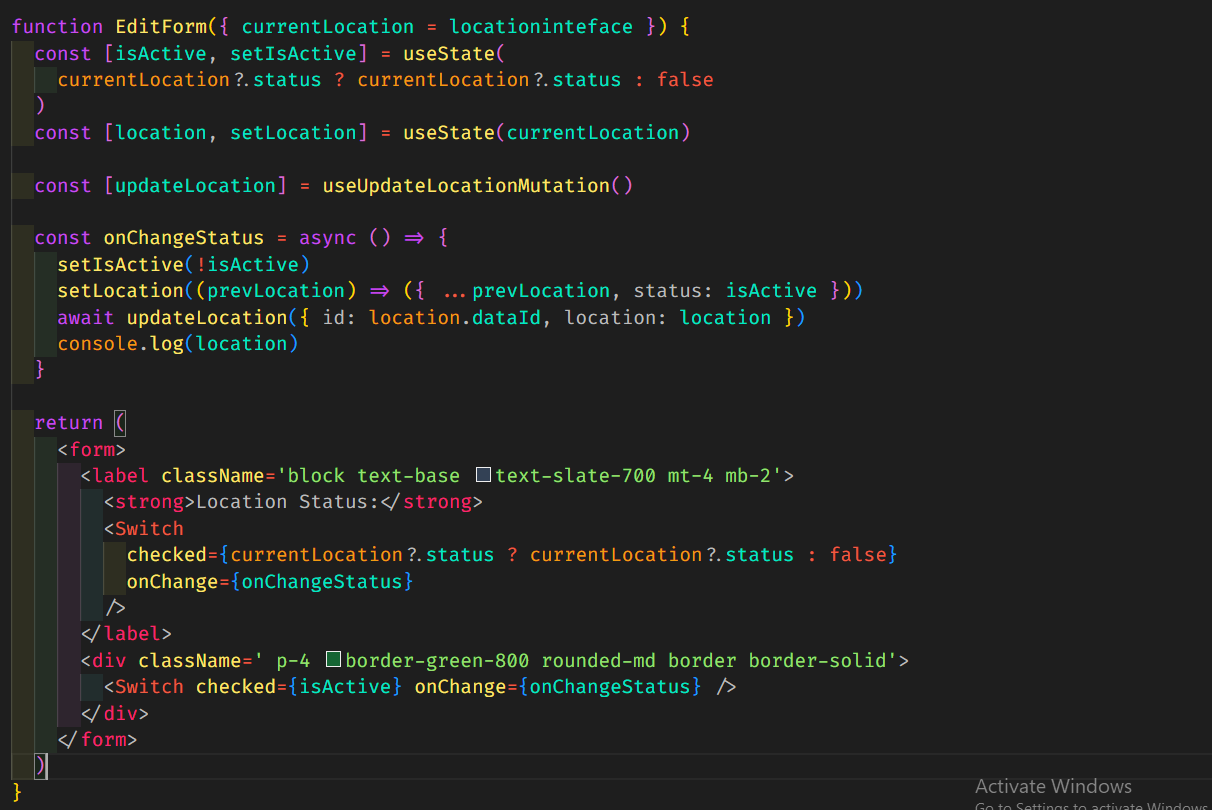 function EditForm({ currentLocation = locationinteface }) {
  const [isActive, setIsActive] = useState(
    currentLocation?.status ? currentLocation?.status : false
  )
  const [location, setLocation] = useState(currentLocation)

  const [updateLocation] = useUpdateLocationMutation()

  const onChangeStatus = async () => {
    setIsActive(!isActive)
    setLocation((prevLocation) => ({ ...prevLocation, status: isActive }))
    await updateLocation({ id: location.dataId, location: location })
    console.log(location)
  }

  return (
    <form>
      <label className='block text-base text-slate-700 mt-4 mb-2'>
        <strong>Location Status:</strong>
        <Switch
          checked={currentLocation?.status ? currentLocation?.status : false}
          onChange={onChangeStatus}
        />
      </label>
      <div className=' p-4 border-green-800 rounded-md border border-solid'>
        <Switch checked={isActive} onChange={onChangeStatus} />
      </div>
    </form>
  )
}
Activate Windows
Go to Settings to activate Windows